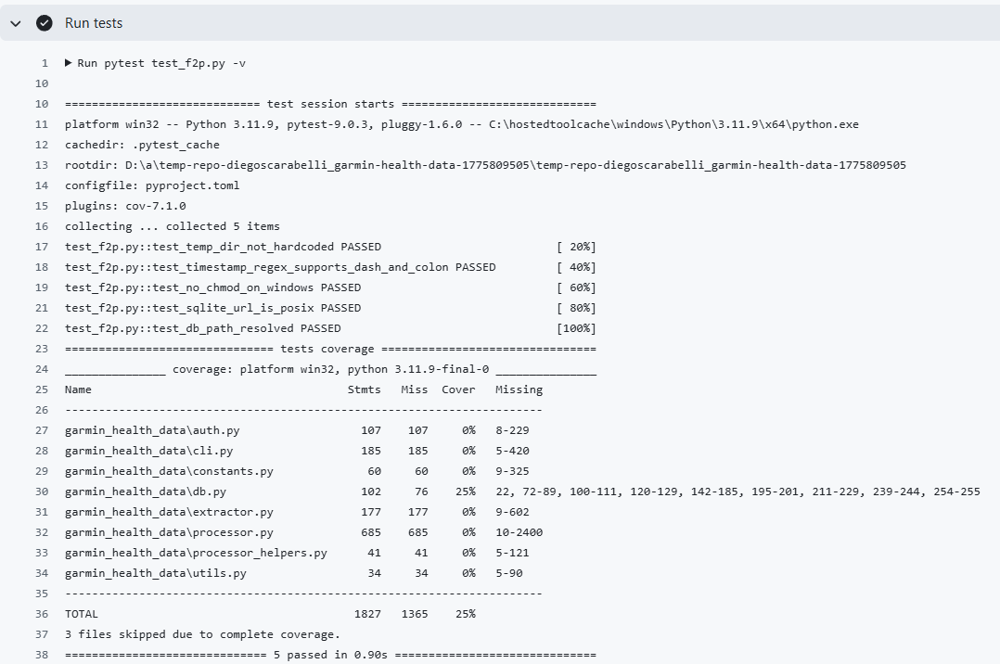 Run tests
1 Run pytest test_f2p.py -v
10
10 ============================= test session starts =============================
11 platform win32 -- Python 3.11.9, pytest-9.0.3, pluggy-1.6.0 -- C:\hostedtoolcache\windows\Python\3.11.9\x64\python.exe
12 cachedir: .pytest_cache
13 rootdir: D:\a\temp-repo-diegoscarabelli_garmin-health-data-1775809505\temp-repo-diegoscarabelli_garmin-health-data-1775809505
14 configfile: pyproject.toml
15 plugins: cov-7.1.0
16 collecting ... collected 5 items
17 test_f2p.py::test_temp_dir_not_hardcoded PASSED [ 20%]
18 test_f2p.py::test_timestamp_regex_supports_dash_and_colon PASSED [ 40%]
19 test_f2p.py::test_no_chmod_on_windows PASSED [ 60%]
20 test_f2p.py::test_sqlite_url_is_posix PASSED [ 80%]
22 test_f2p.py::test_db_path_resolved PASSED [100%]
23 =============================== tests coverage ================================
24 _______________ coverage: platform win32, python 3.11.9-final-0 _______________
25 Name Stmts Miss Cover Missing
26 -----------------------------------------------------------------------
27 garmin_health_data\auth.py 107 107 0% 8-229
28 garmin_health_data\cli.py 185 185 0% 5-420
29 garmin_health_data\constants.py 60 60 0% 9-325
30 garmin_health_data\db.py 102 76 25% 22, 72-89, 100-111, 120-129, 142-185, 195-201, 211-229, 239-244, 254-255
31 garmin_health_data\extractor.py 177 177 0% 9-602
32 garmin_health_data\processor.py 685 685 0% 10-2400
33 garmin_health_data\processor_helpers.py 41 41 0% 5-121
34 garmin_health_data\utils.py 34 34 0% 5-90
35 -----------------------------------------------------------------------
36 TOTAL 1827 1365 25%
37 3 files skipped due to complete coverage.
38 ============================== 5 passed in 0.90s ==============================